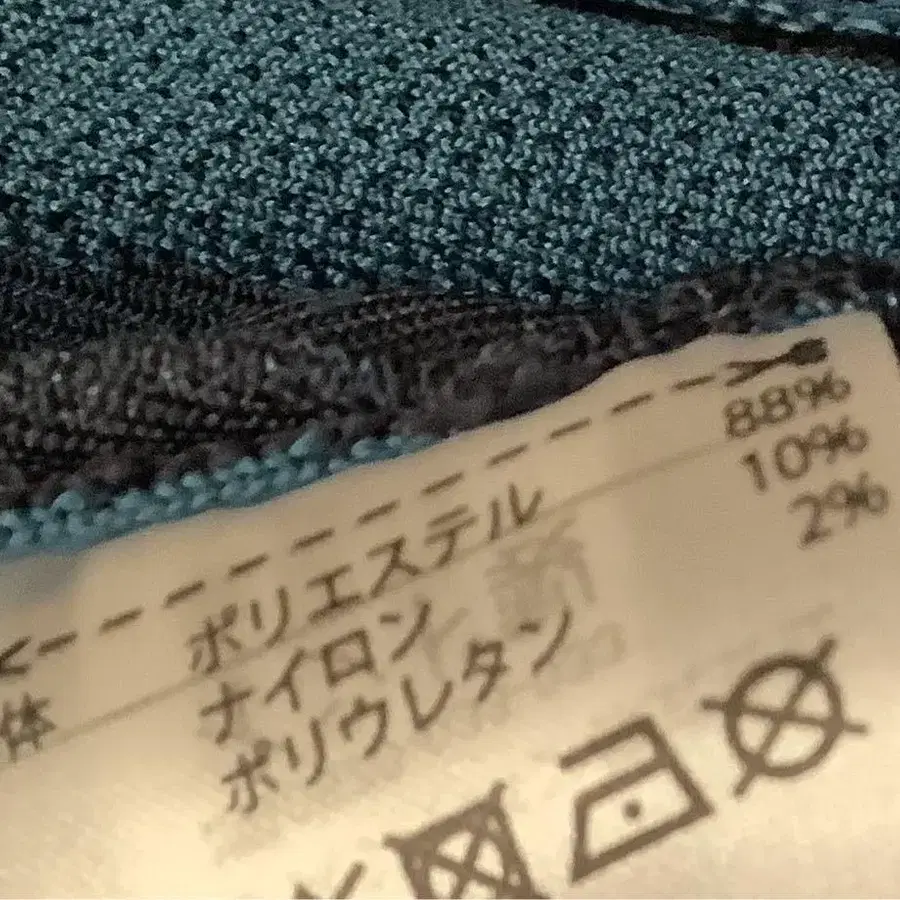 ポリエステル 88%
ナイロン 10%
体 ポリウレタン 2%